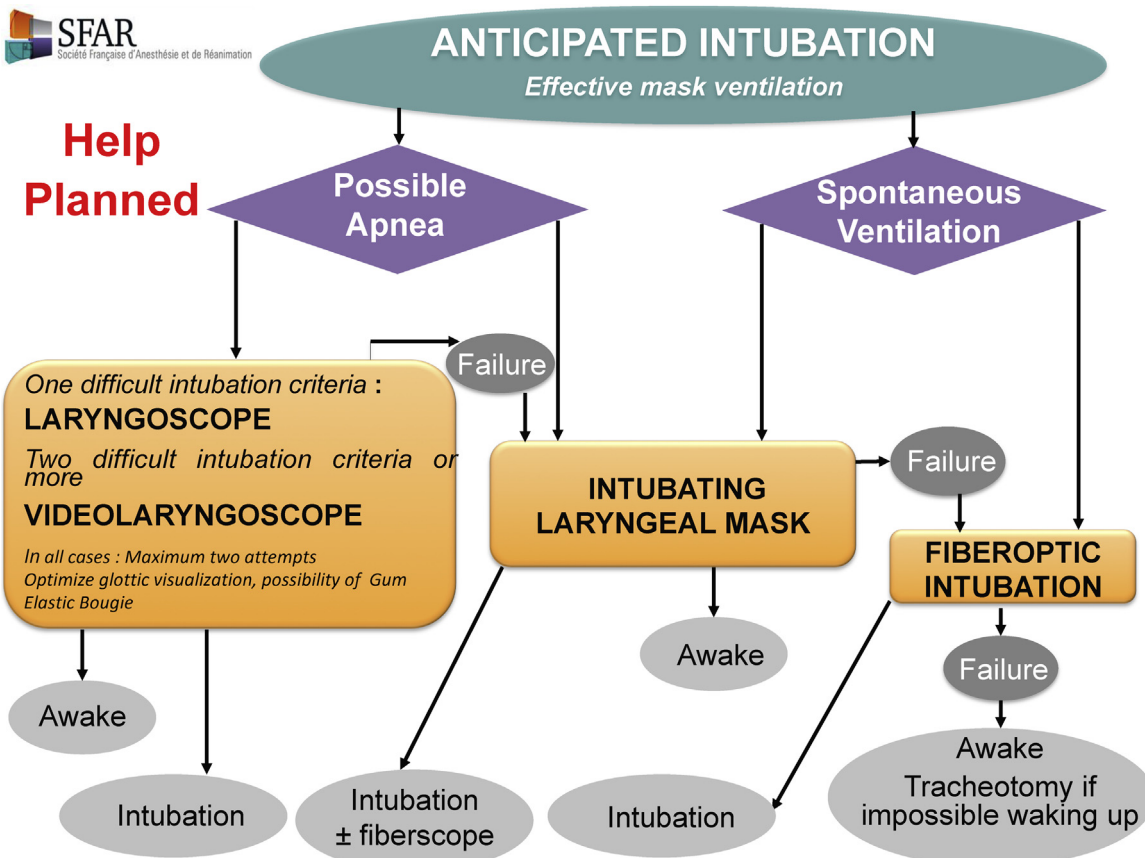 SFAR
Société Française d'Anesthésie et de Réanimation
ANTICIPATED INTUBATION
Effective mask ventilation
Help
Planned
Possible
Apnea
Spontaneous
Ventilation
Failure
One difficult intubation criteria :
LARYNGOSCOPE
Two difficult intubation criteria or
more
VIDEOLARYNGOSCOPE
In all cases : Maximum two attempts
Optimize glottic visualization, possibility of Gum
Elastic Bougie
INTUBATING
LARYNGEAL MASK
Failure
FIBEROPTIC
INTUBATION
Awake
Awake
Failure
Intubation
Intubation
± fiberscope
Intubation
Awake
Tracheotomy if
impossible waking up